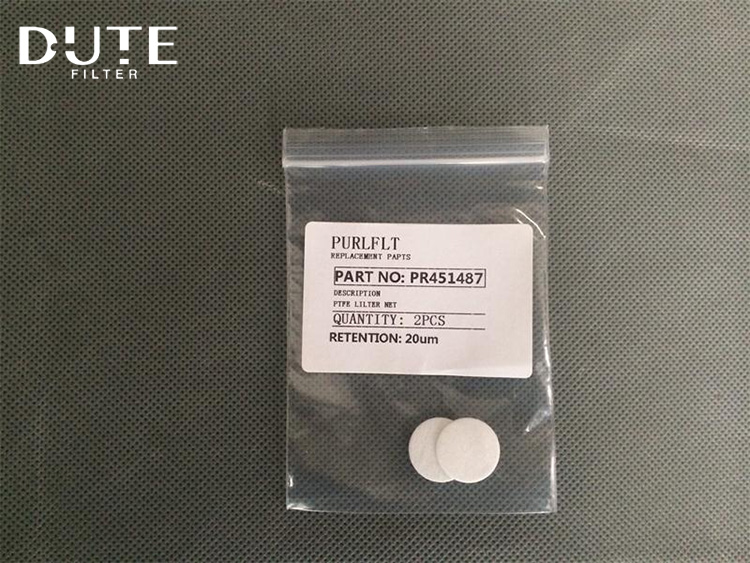 DUTE
FILTER
PURLFLT
REPLACEMENT PAPTS
PART NO: PR451487
DESCRIPTION
PTFE LILTER NET
QUANTITY: 2PCS
RETENTION: 20um